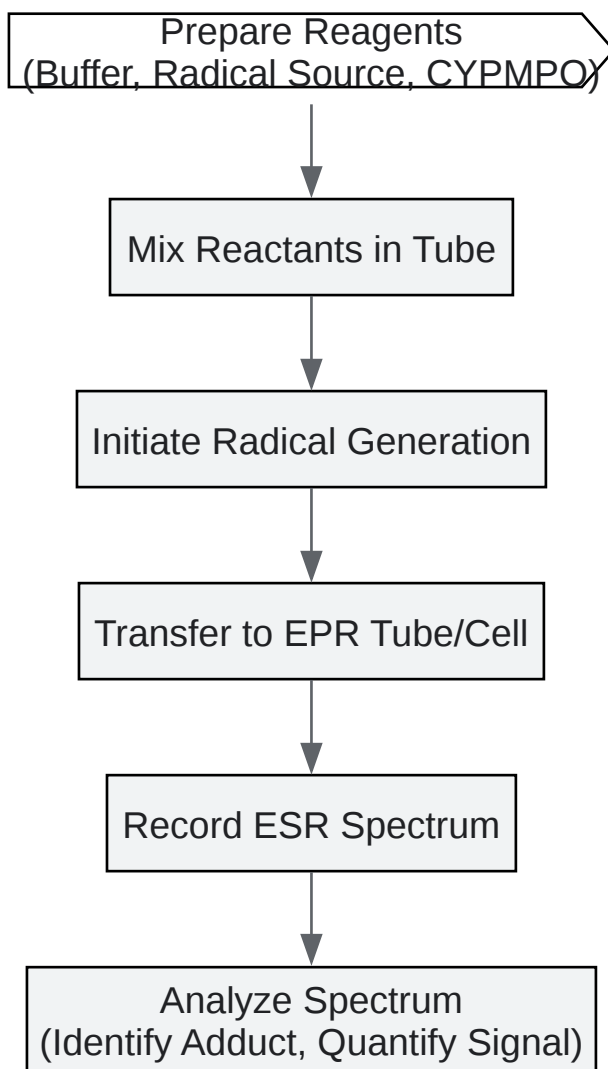 Prepare Reagents
(Buffer, Radical Source, CYPMPO)
Mix Reactants in Tube
Initiate Radical Generation
Transfer to EPR Tube/Cell
Record ESR Spectrum
Analyze Spectrum
(Identify Adduct, Quantify Signal)